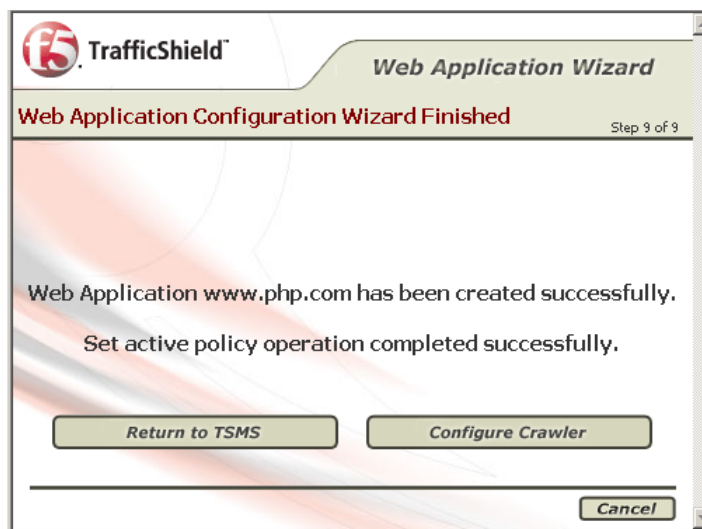 f5 TrafficShield™
Web Application Wizard
Web Application Configuration Wizard Finished
Step 9 of 9
Web Application www.php.com has been created successfully.
Set active policy operation completed successfully.
Return to TSMS
Configure Crawler
Cancel